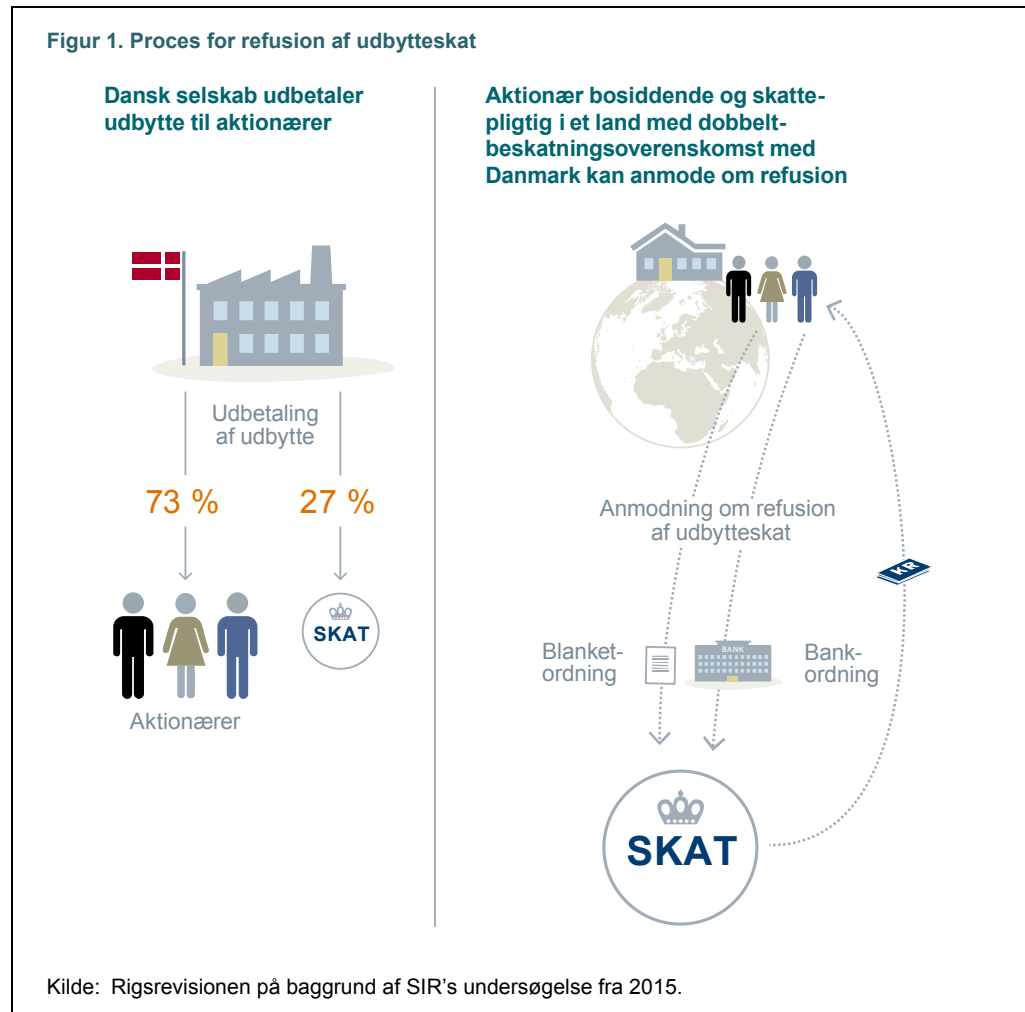 Figur 1. Proces for refusion af udbytteskat
Dansk selskab udbetaler
udbytte til aktionærer
Udbetaling
af udbytte
73 %
27 %
SKAT
Aktionærer
Aktionær bosiddende og skatte-
pligtig i et land med dobbelt-
beskatningsoverenskomst med
Danmark kan anmode om refusion
Anmodning om refusion
af udbytteskat
KR
Blanket-
ordning
BANK
Bank-
ordning
SKAT
Kilde: Rigsrevisionen på baggrund af SIR's undersøgelse fra 2015.